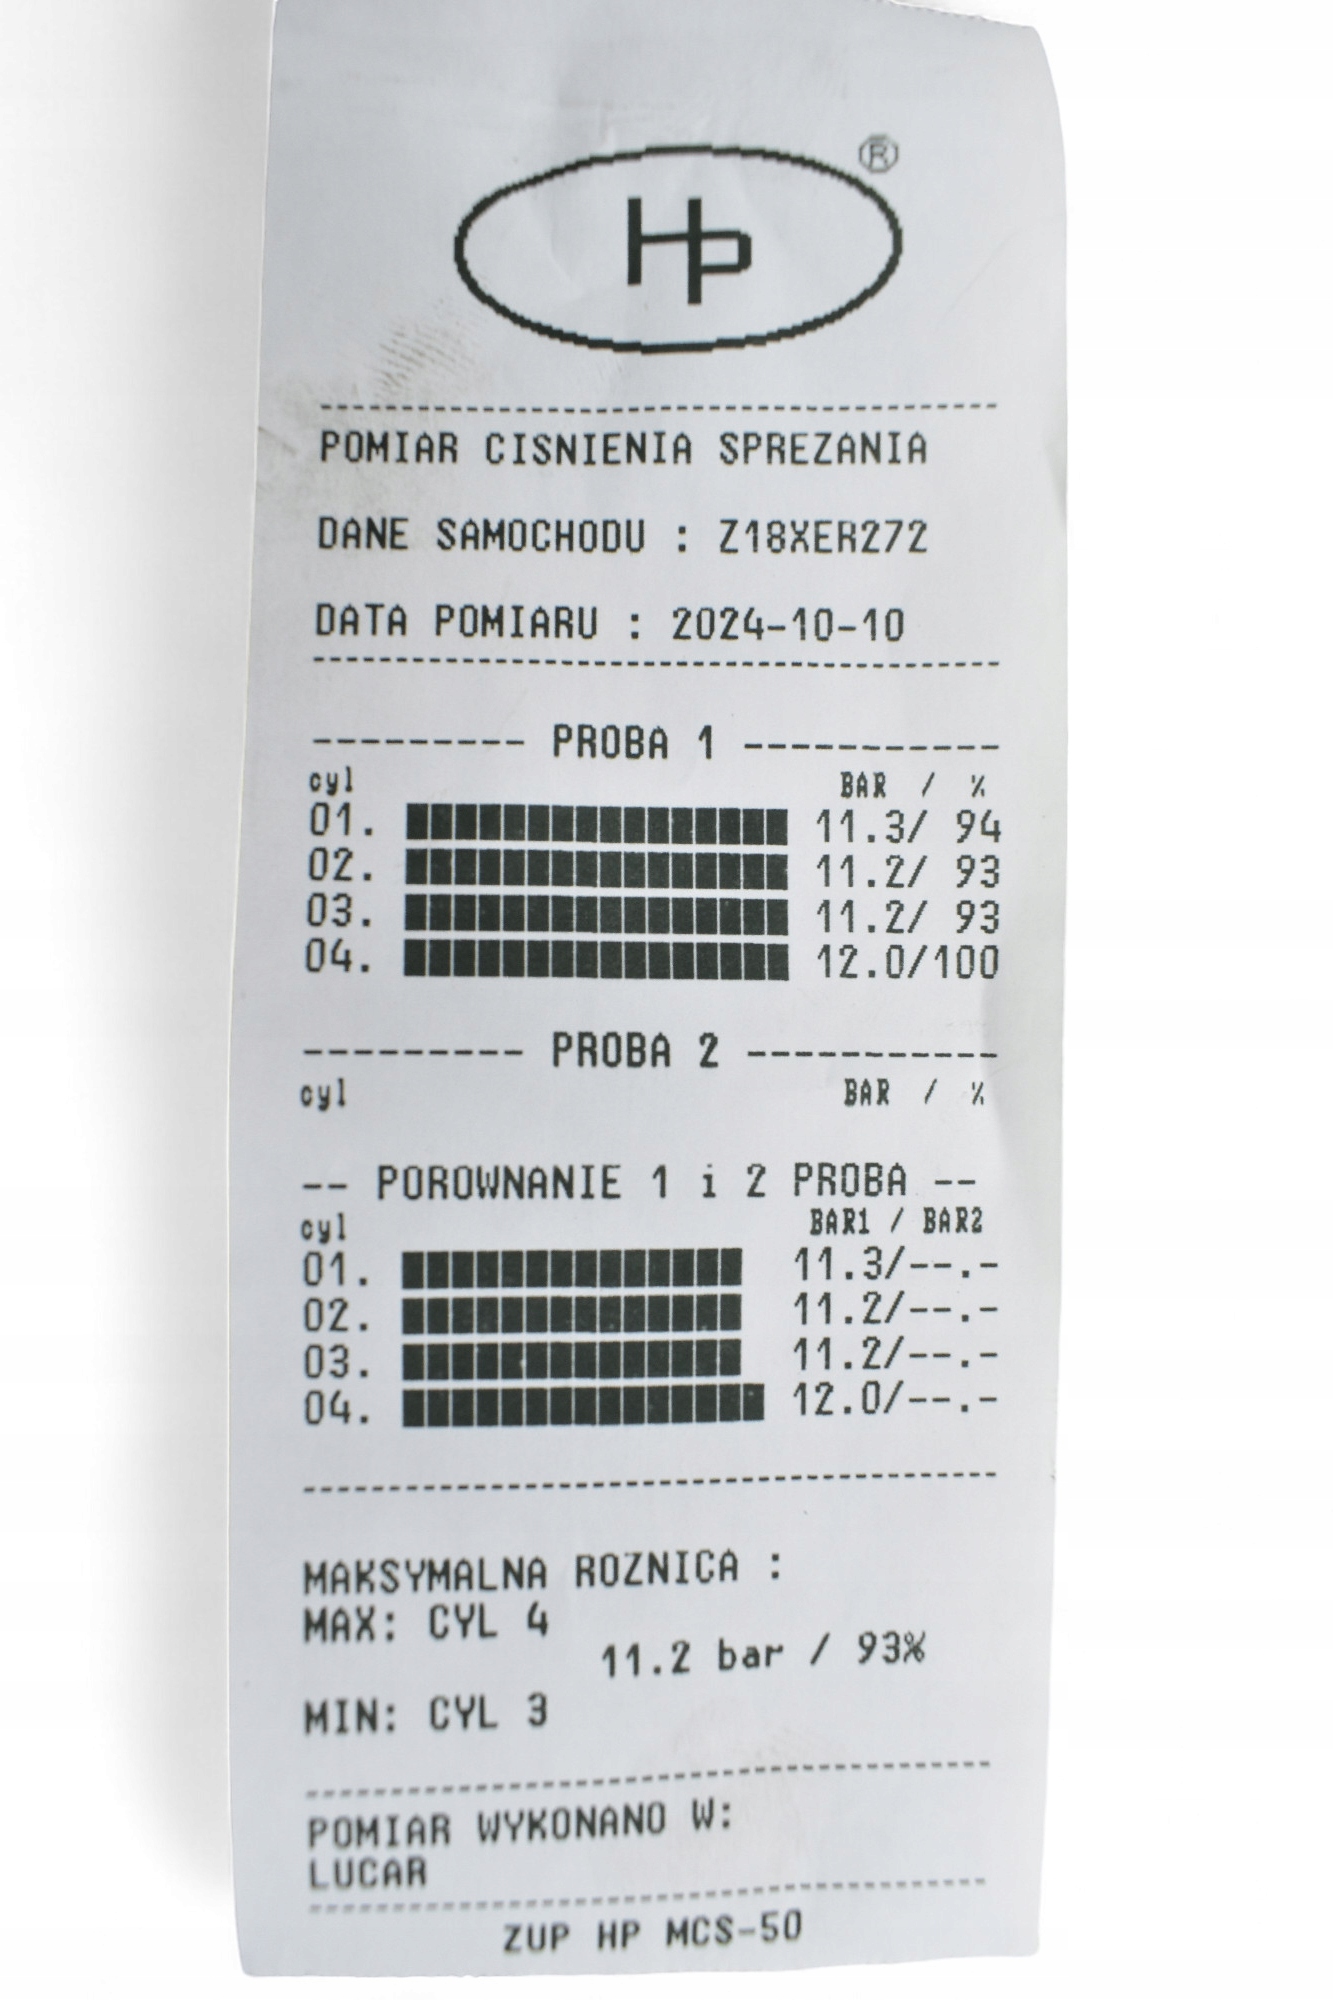 Hp ®
POMIAR CISNIENIA SPREZANIA
DANE SAMOCHODU : Z18XER272
DATA POMIARU : 2024-10-10
--------- PROBA 1 -----------
cyl BAR / %
01. 11.3/ 94
02. 11.2/ 93
03. 11.2/ 93
04. 12.0/100
--------- PROBA 2 -----------
cyl BAR / %
-- POROWNANIE 1 i 2 PROBA --
cyl BAR1 / BAR2
01. 11.3/--.-
02. 11.2/--.-
03. 11.2/--.-
04. 12.0/--.-
MAKSYMALNA ROZNICA :
MAX: CYL 4
11.2 bar / 93%
MIN: CYL 3
POMIAR WYKONANO W:
LUCAR
ZUP HP MCS-50